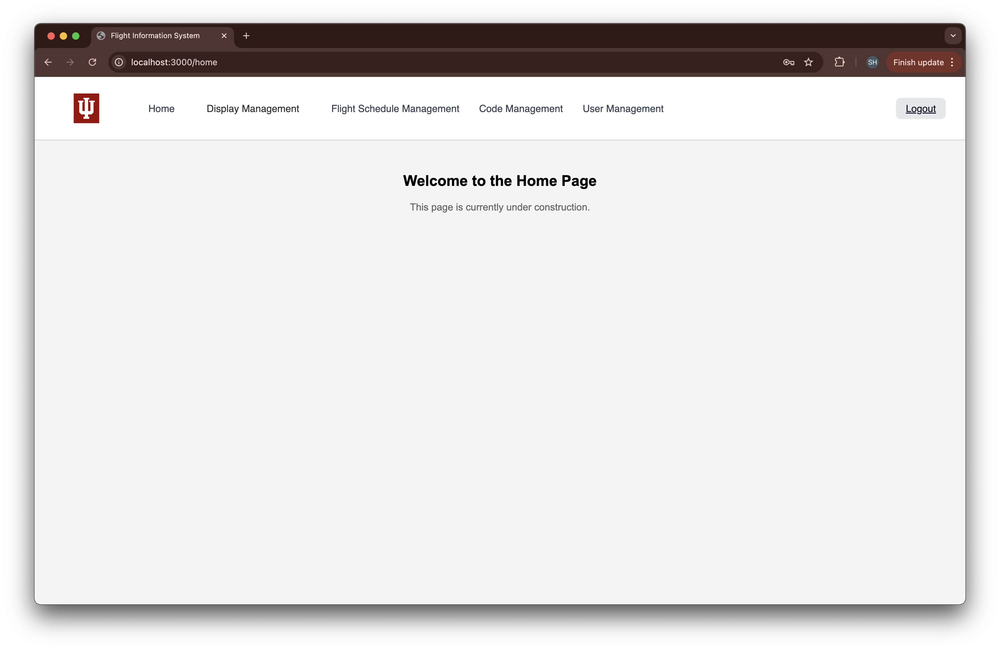 Flight Information System
localhost:3000/home
SH
Finish update
Home
Display Management
Flight Schedule Management
Code Management
User Management
Logout
Welcome to the Home Page
This page is currently under construction.